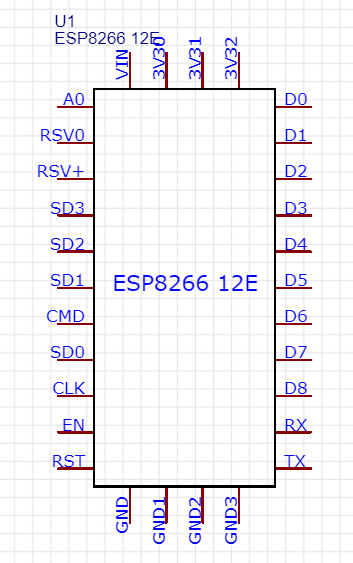 U1
ESP8266 12E
VIN
3V30
3V31
3V32
A0
RSV0
RSV+
SD3
SD2
SD1
CMD
SD0
CLK
EN
RST
ESP8266 12E
D0
D1
D2
D3
D4
D5
D6
D7
D8
RX
TX
GND
GND1
GND2
GND3